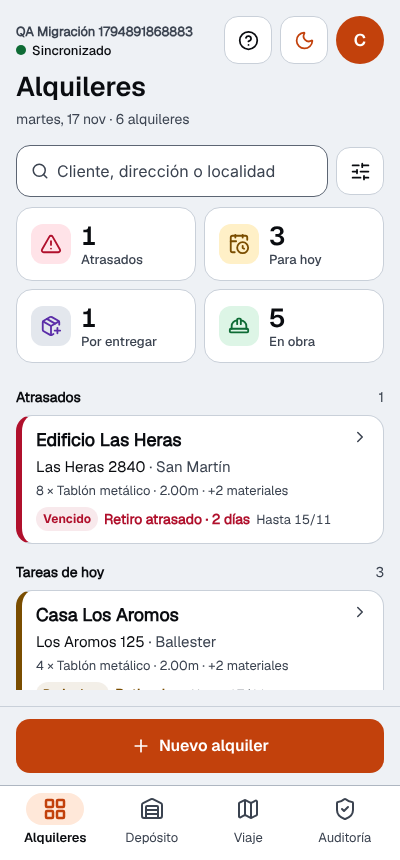 QA Migración 1794891868883
Sincronizado
C
Alquileres
martes, 17 nov · 6 alquileres
Cliente, dirección o localidad
1
Atrasados
3
Para hoy
1
Por entregar
5
En obra
Atrasados 1
Edificio Las Heras
Las Heras 2840 · San Martín
8 × Tablón metálico · 2.00m · +2 materiales
Vencido Retiro atrasado · 2 días Hasta 15/11
Tareas de hoy 3
Casa Los Aromos
Los Aromos 125 · Ballester
4 × Tablón metálico · 2.00m · +2 materiales
Nuevo alquiler
Alquileres
Depósito
Viaje
Auditoría